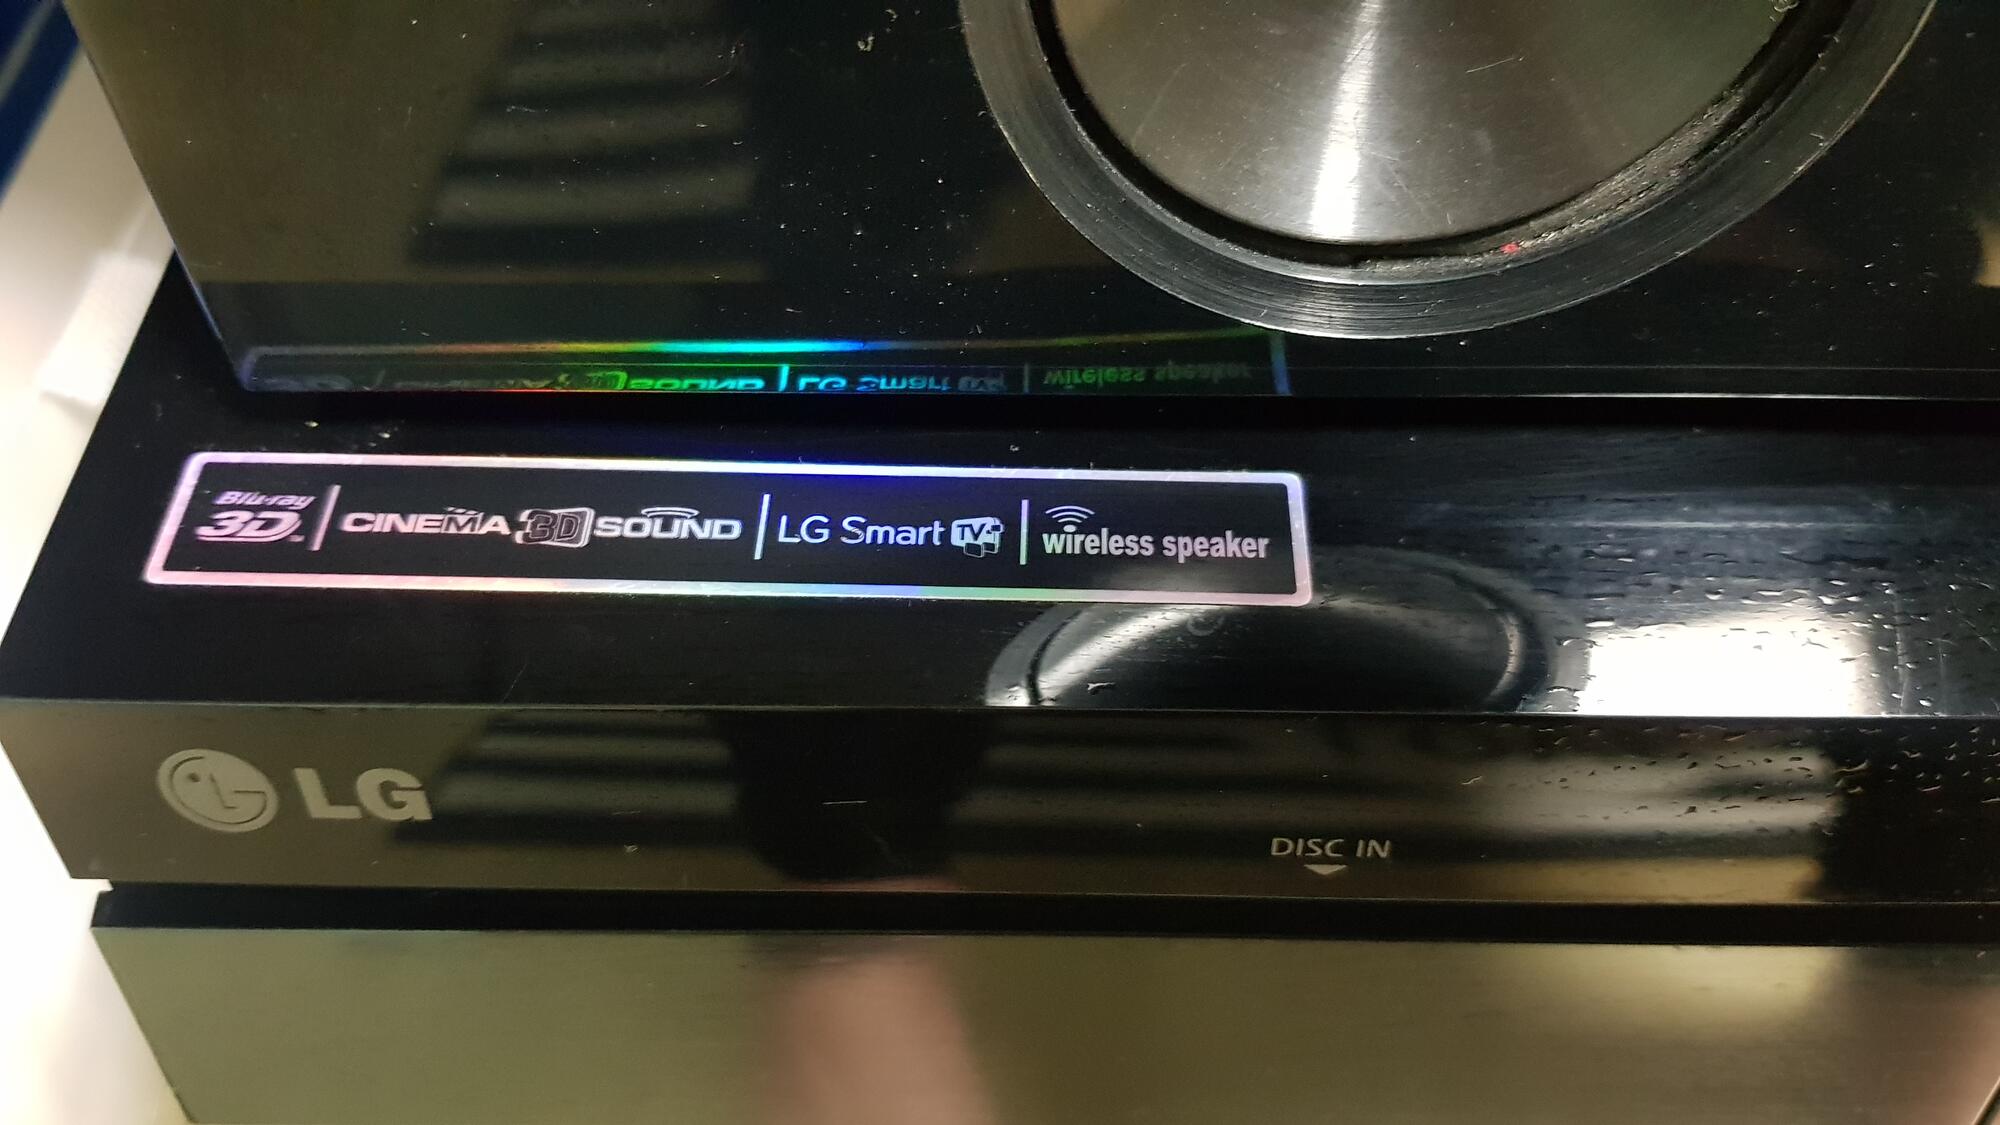 Blu-ray 3D
CINEMA 3D SOUND
LG Smart TV
wireless speaker
LG
DISC IN